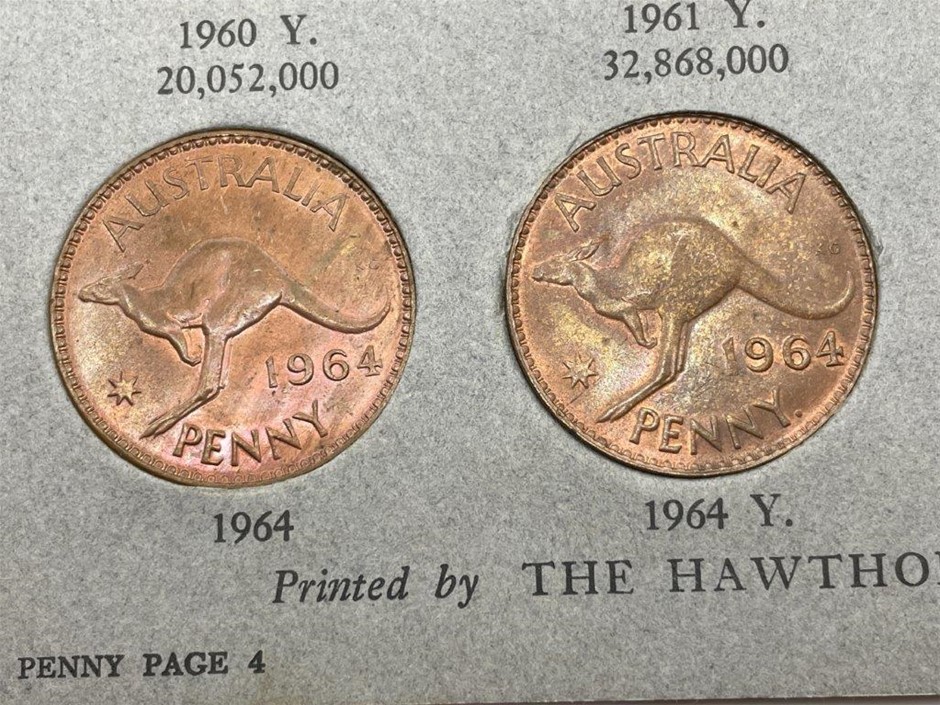 1960 Y.
20,052,000
1961 Y.
32,868,000
AUSTRALIA
1964
PENNY
AUSTRALIA
KG
1964
PENNY.
1964
1964 Y.
Printed by THE HAWTHO
PENNY PAGE 4